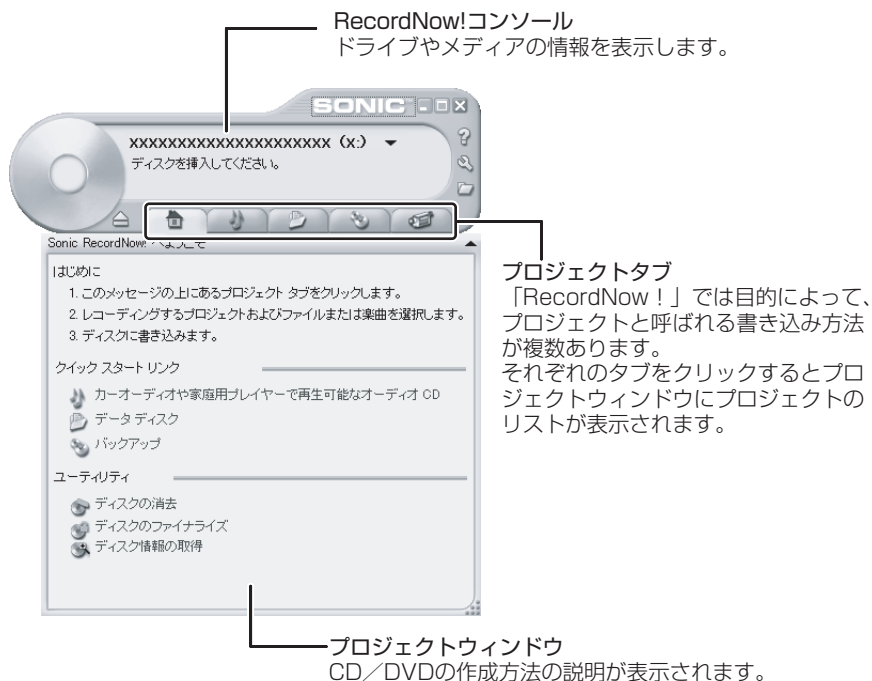 RecordNow!コンソール
ドライブやメディアの情報を表示します。
SONIC
XXXXXXXXXXXXXXXXXXXXX (X:)
ディスクを挿入してください。
Sonic RecordNow! へようこそ
はじめに
1. このメッセージの上にあるプロジェクト タブをクリックします。
2. レコーディングするプロジェクトおよびファイルまたは楽曲を選択します。
3. ディスクに書き込みます。
クイック スタート リンク
カーオーディオや家庭用プレイヤーで再生可能なオーディオ CD
データ ディスク
バックアップ
ユーティリティ
ディスクの消去
ディスクのファイナライズ
ディスク情報の取得
プロジェクトタブ
「RecordNow!」では目的によって、
プロジェクトと呼ばれる書き込み方法
が複数あります。
それぞれのタブをクリックするとプロ
ジェクトウィンドウにプロジェクトの
リストが表示されます。
プロジェクトウィンドウ
CD／DVDの作成方法の説明が表示されます。